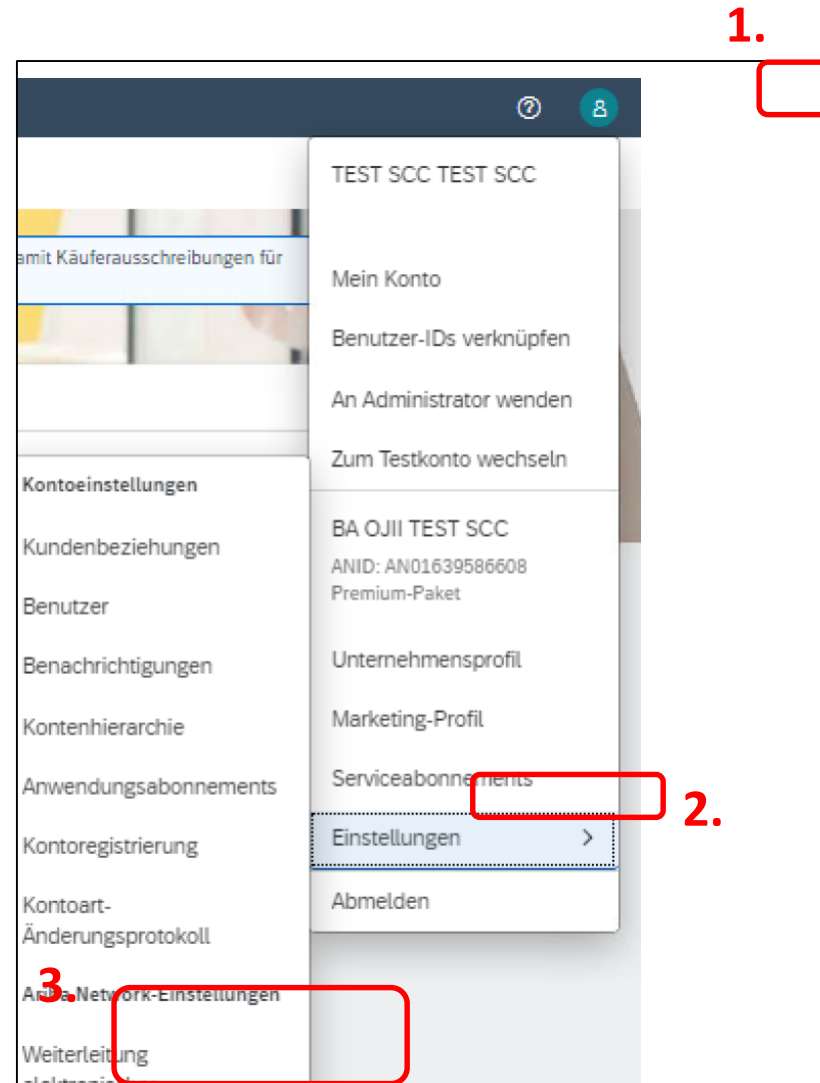 1.
TEST SCC TEST SCC
amit Käuferausschreibungen für
Mein Konto
Benutzer-IDs verknüpfen
An Administrator wenden
Zum Testkonto wechseln
BA OJII TEST SCC
ANID: AN01639586608
Premium-Paket
Unternehmensprofil
Marketing-Profil
Serviceabonnements
Einstellungen
2.
Abmelden
Kontoeinstellungen
Kundenbeziehungen
Benutzer
Benachrichtigungen
Kontenhierarchie
Anwendungsabonnements
Kontoregistrierung
Kontoart-
Änderungsprotokoll
3.
Ariba Network-Einstellungen
Weiterleitung